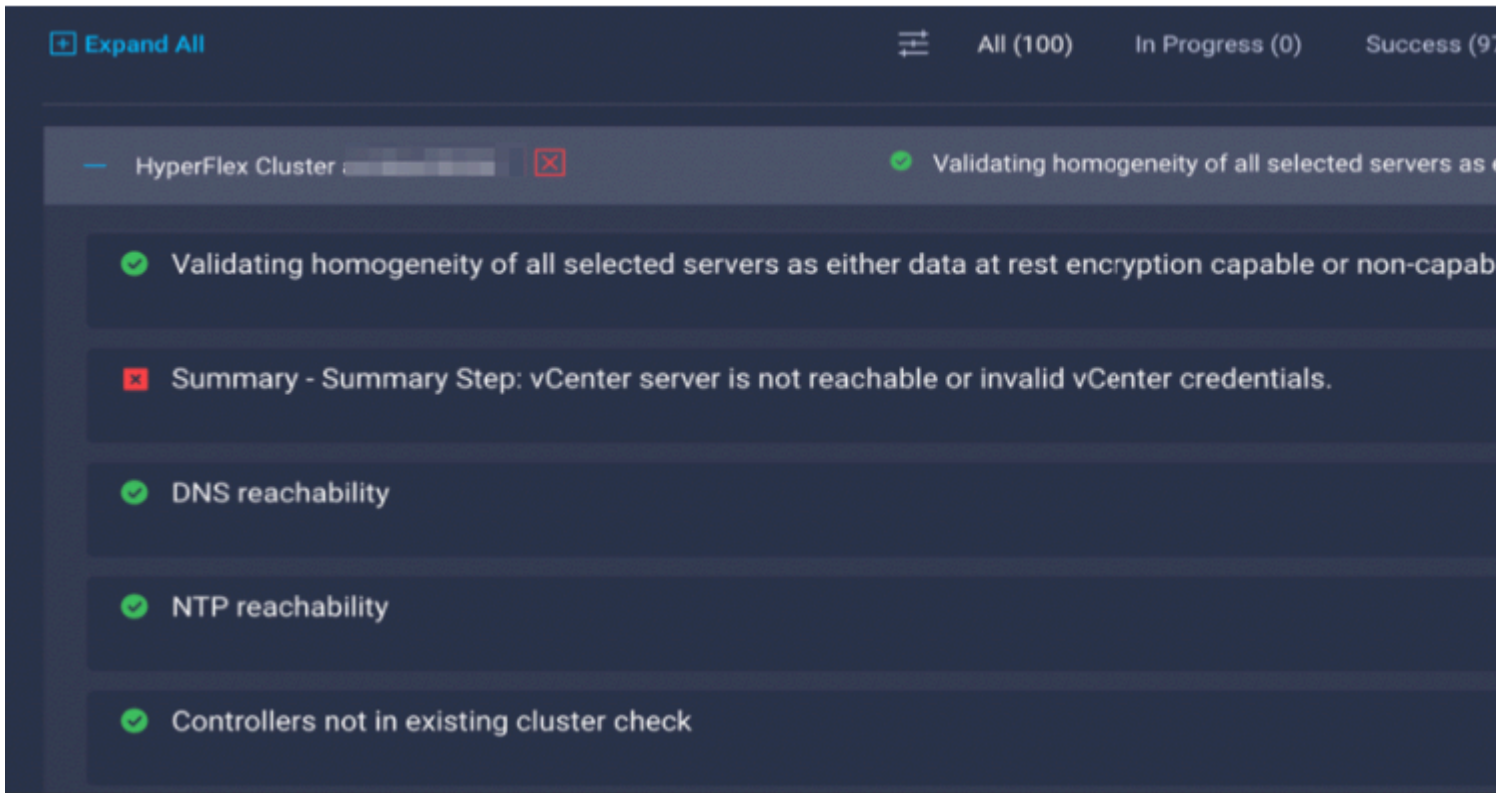 Expand All
All (100) In Progress (0) Success (97
HyperFlex Cluster
Validating homogeneity of all selected servers as
Validating homogeneity of all selected servers as either data at rest encryption capable or non-capab
Summary - Summary Step: vCenter server is not reachable or invalid vCenter credentials.
DNS reachability
NTP reachability
Controllers not in existing cluster check